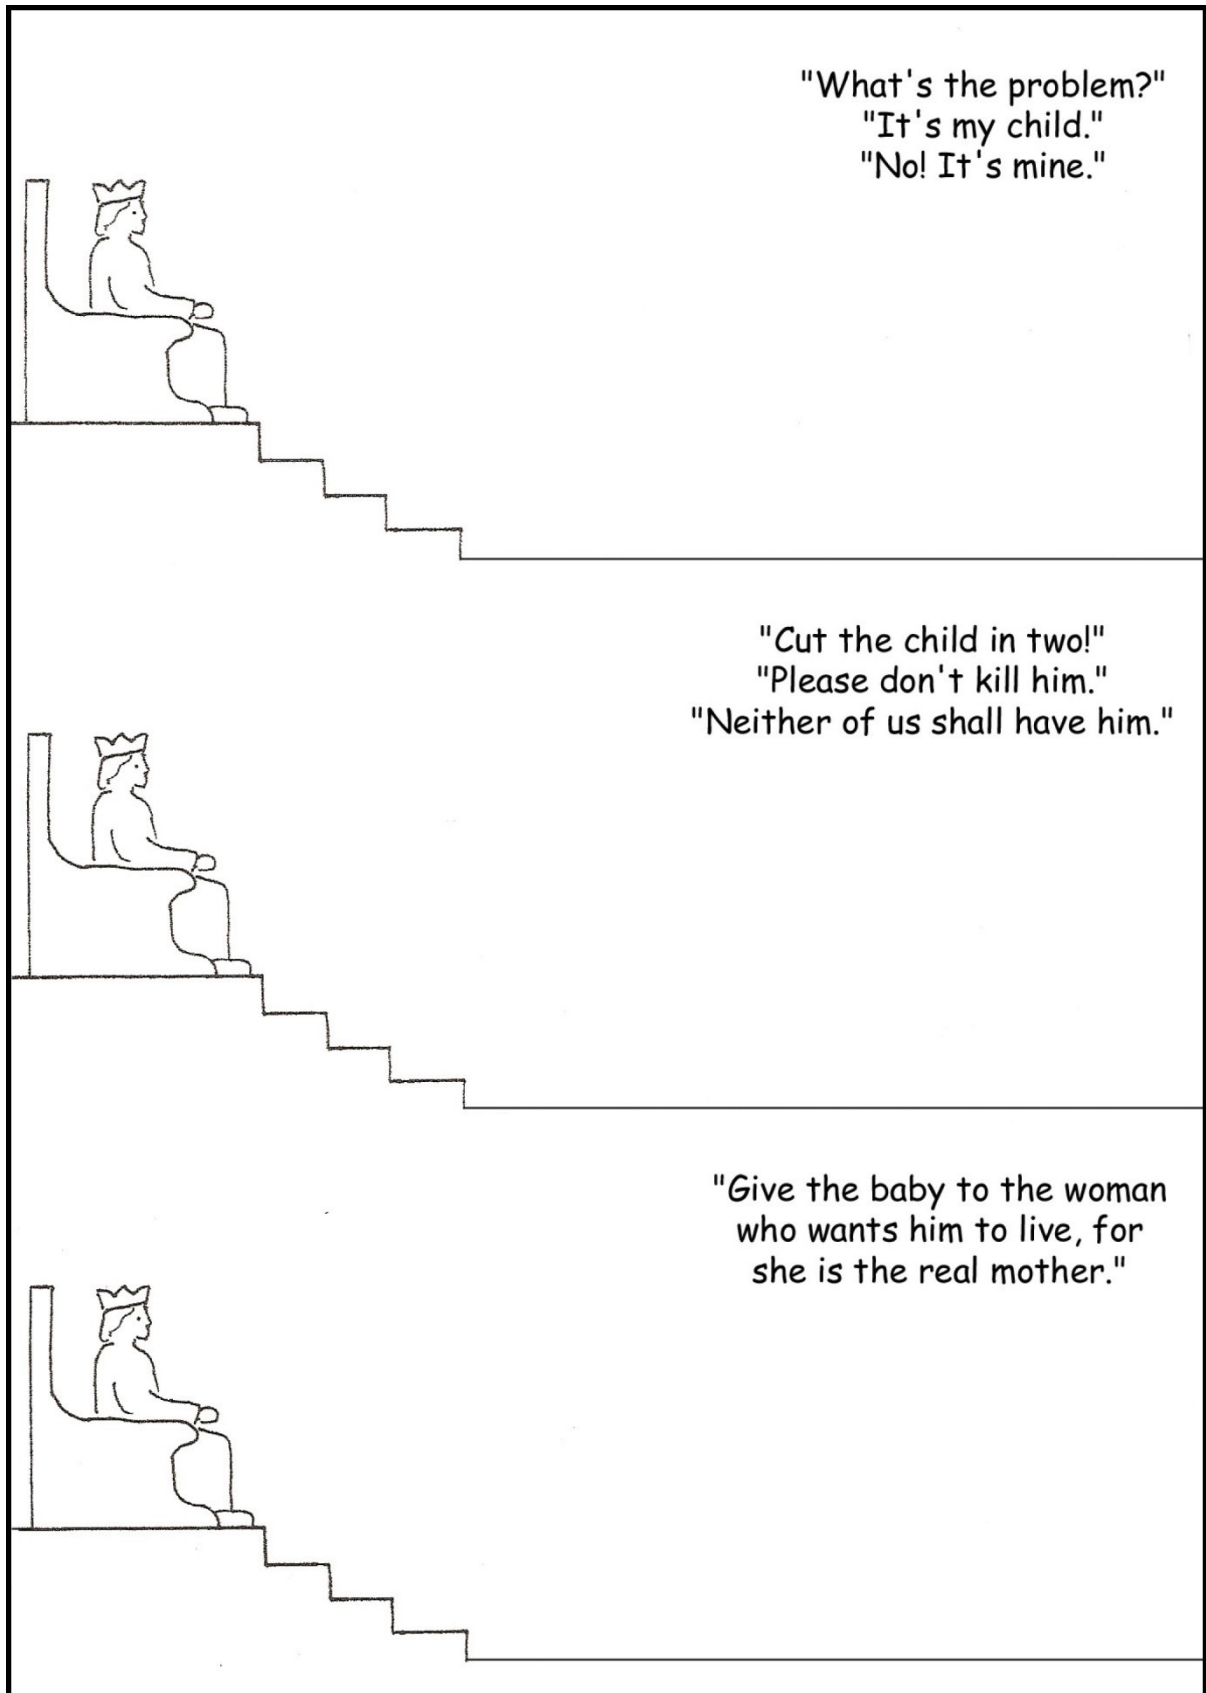 "What's the problem?"
"It's my child."
"No! It's mine."
"Cut the child in two!"
"Please don't kill him."
"Neither of us shall have him."
"Give the baby to the woman
who wants him to live, for
she is the real mother."